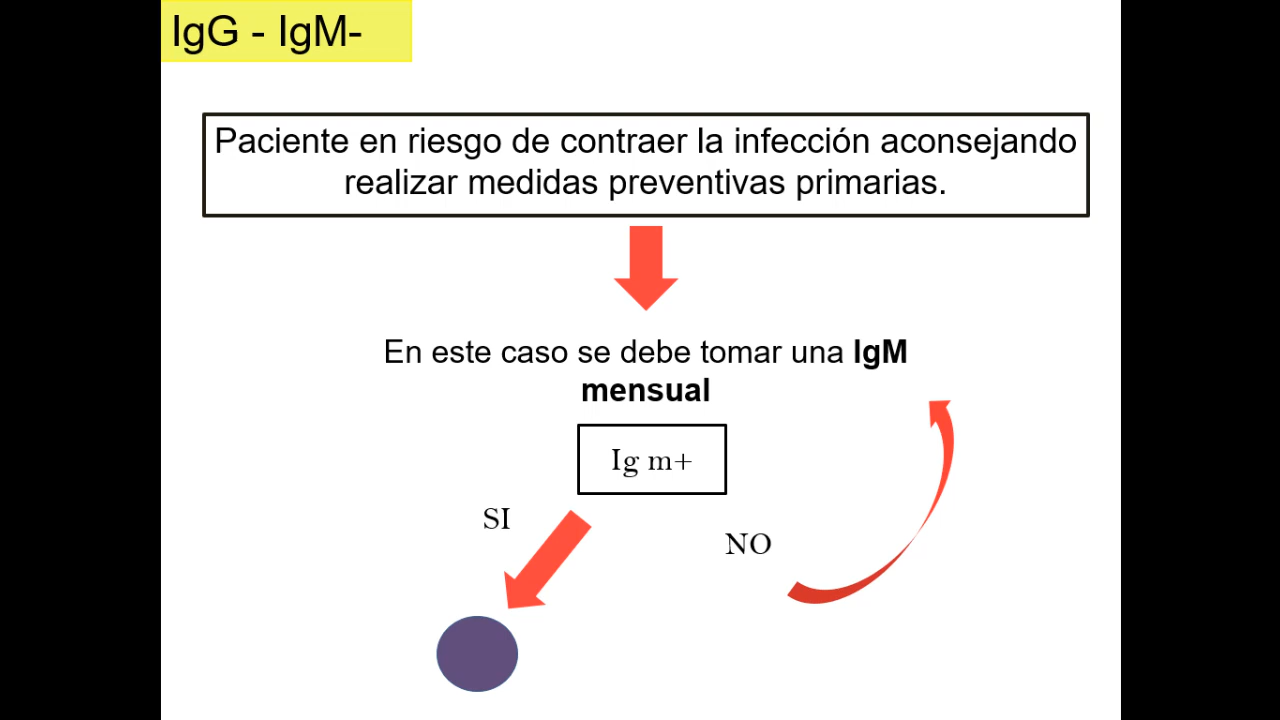 IgG - IgM-
Paciente en riesgo de contraer la infección aconsejando
realizar medidas preventivas primarias.
En este caso se debe tomar una IgM
mensual
Ig m+
SI
NO